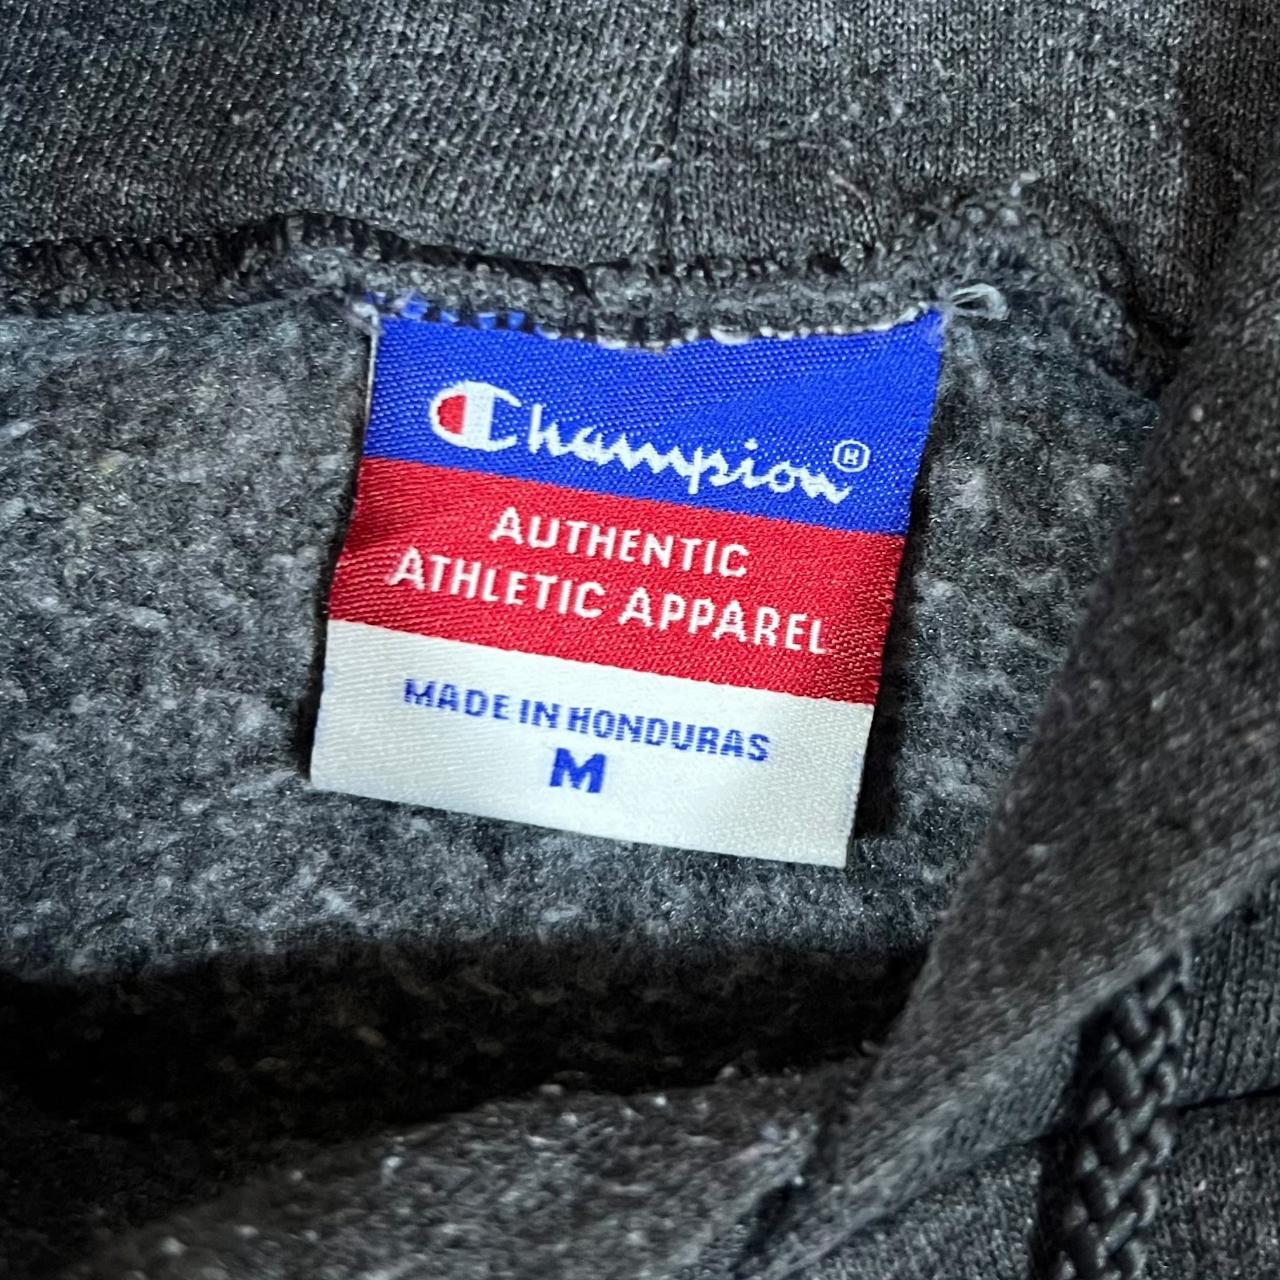 Champion®
AUTHENTIC
ATHLETIC APPAREL
MADE IN HONDURAS
M